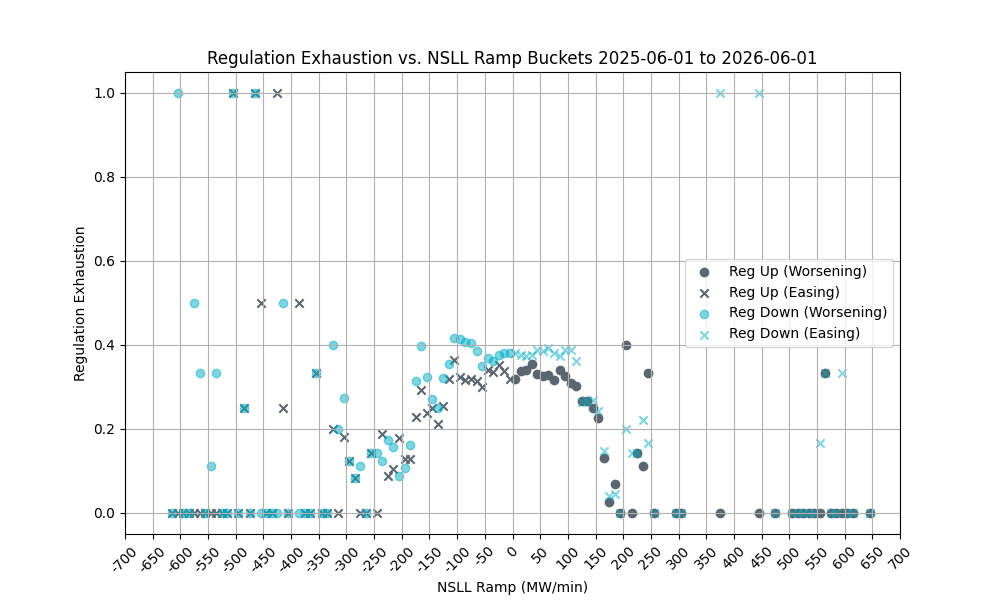 Regulation Exhaustion vs. NSLL Ramp Buckets 2025-06-01 to 2026-06-01
Regulation Exhaustion
1.0
0.8
0.6
0.4
0.2
0.0
Reg Up (Worsening)
Reg Up (Easing)
Reg Down (Worsening)
Reg Down (Easing)
-700 -650 -600 -550 -500 -450 -400 -350 -300 -250 -200 -150 -100 -50 0 50 100 150 200 250 300 350 400 450 500 550 600 650 700
NSLL Ramp (MW/min)